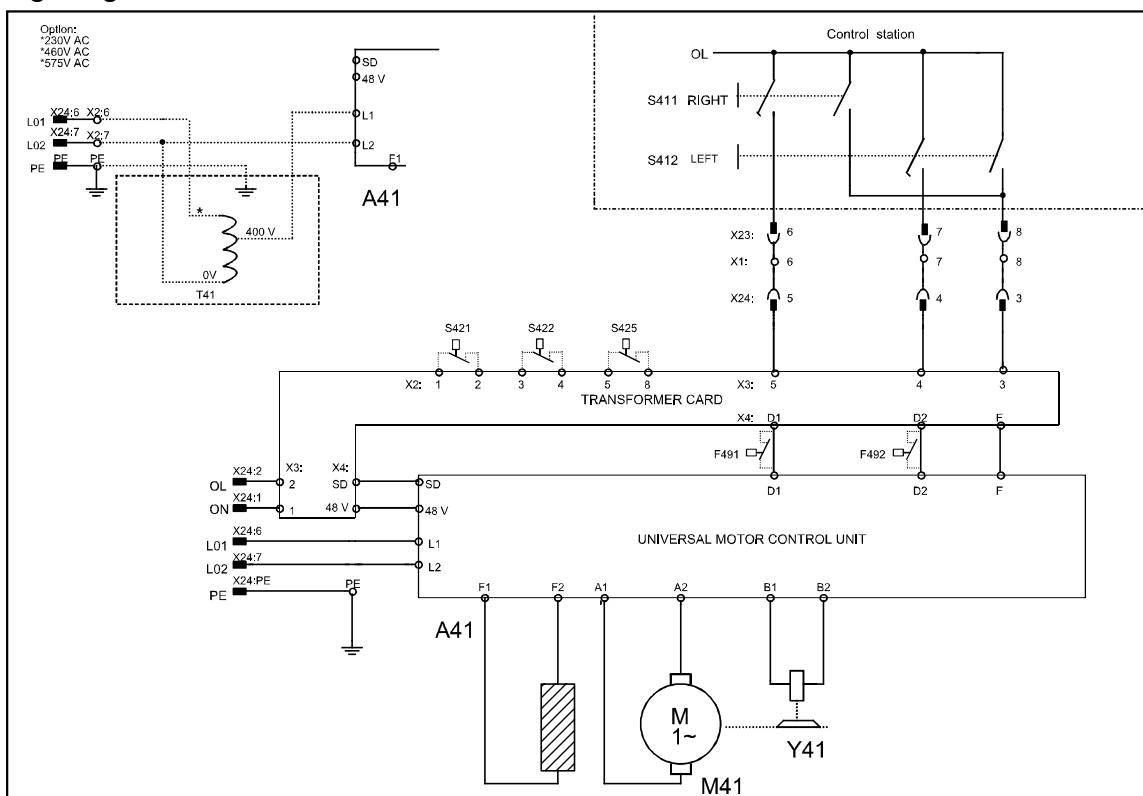 Option:
*230V AC
*460V AC
*575V AC
SD
48 V
L1
L2
F1
A41
L01 X24:6 X2:6
L02 X24:7 X2:7
PE PE PE
*
400 V
0V
T41
Control station
OL
S411 RIGHT
S412 LEFT
X23: 6 7 8
X1: 6 7 8
X24: 5 4 3
S421 S422 S425
X2: 1 2 3 4 5 8 X3: 5 4 3
TRANSFORMER CARD
X4: D1 D2 F
F491 F492
X3: X4:
OL X24:2 2 SD SD D1 D2 F
ON X24:1 1 48 V 48 V
L01 X24:6 L1
UNIVERSAL MOTOR CONTROL UNIT
L02 X24:7 L2
PE X24:PE PE
F1 F2 A1 A2 B1 B2
A41
M
1~
Y41
M41